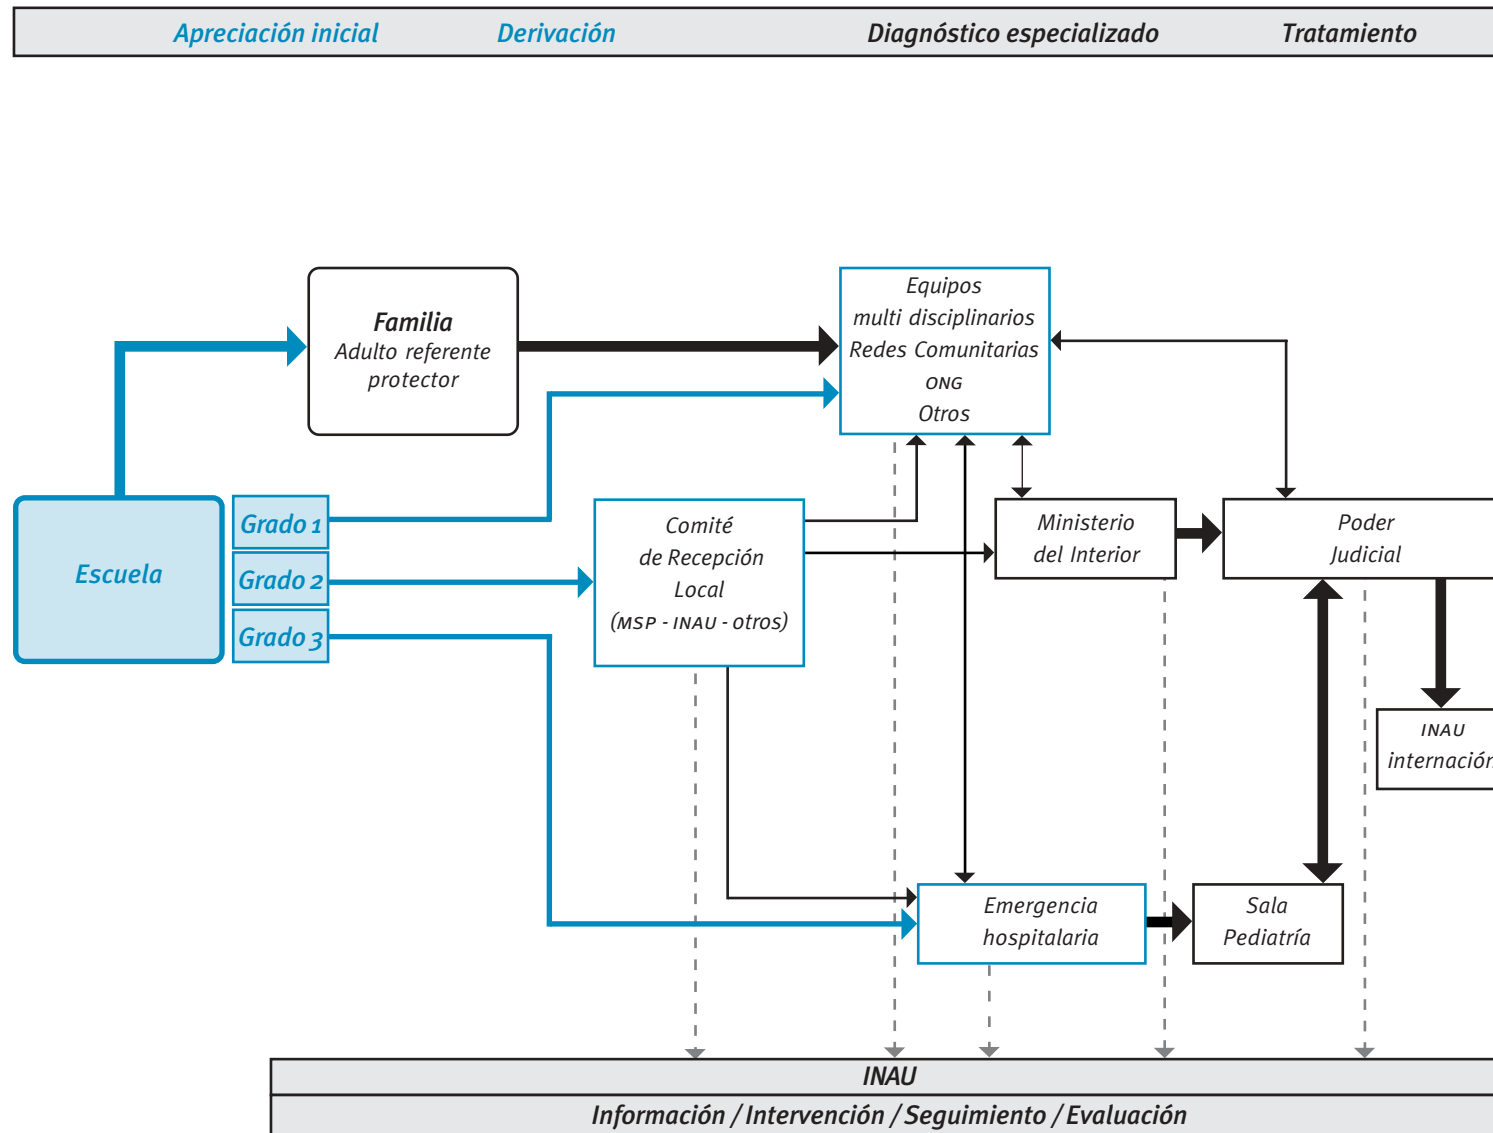 Apreciación inicial
Derivación
Diagnóstico especializado
Tratamiento
Familia
Adulto referente
protector
Equipos
multi disciplinarios
Redes Comunitarias
ONG
Otros
Escuela
Grado 1
Grado 2
Grado 3
Comité
de Recepción
Local
(MSP - INAU - otros)
Ministerio
del Interior
Poder
Judicial
INAU
internación
Emergencia
hospitalaria
Sala
Pediatría
INAU
Información / Intervención / Seguimiento / Evaluación